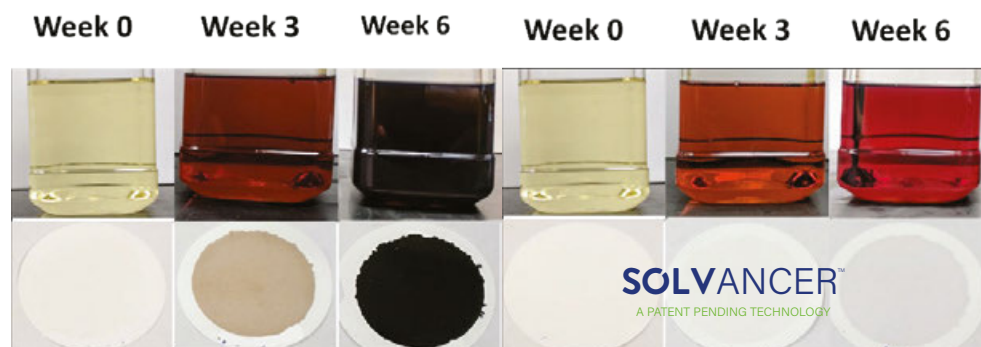 Week 0 Week 3 Week 6 Week 0 Week 3 Week 6
SOLVANCER™
A PATENT PENDING TECHNOLOGY